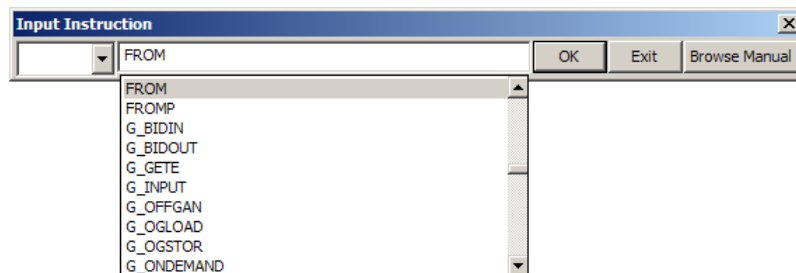 Input Instruction
FROM OK Exit Browse Manual
FROM
FROMP
G_BIDIN
G_BIDOUT
G_GETE
G_INPUT
G_OFFGAN
G_OGLOAD
G_OGSTOR
G_ONDEMAND